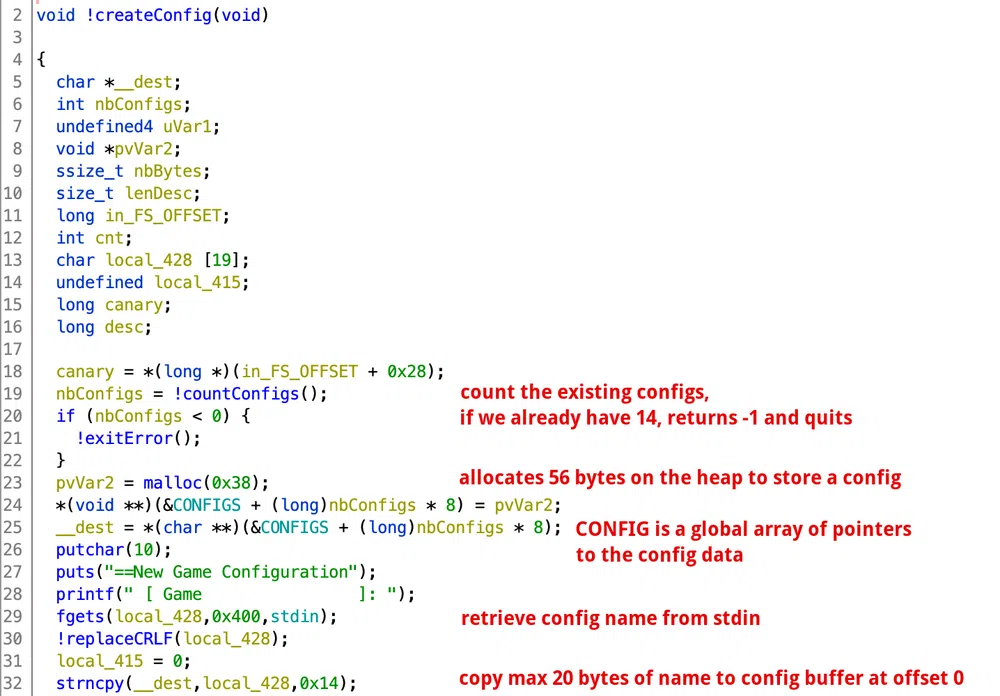 2 void !createConfig(void)
3
4 {
5 char *__dest;
6 int nbConfigs;
7 undefined4 uVar1;
8 void *pvVar2;
9 ssize_t nbBytes;
10 size_t lenDesc;
11 long in_FS_OFFSET;
12 int cnt;
13 char local_428 [19];
14 undefined local_415;
15 long canary;
16 long desc;
17
18 canary = *(long *)(in_FS_OFFSET + 0x28);
19 nbConfigs = !countConfigs();
count the existing configs,
20 if (nbConfigs < 0) {
if we already have 14, returns -1 and quits
21 !exitError();
22 }
23 pvVar2 = malloc(0x38);
allocates 56 bytes on the heap to store a config
24 *(void **)(&CONFIGS + (long)nbConfigs * 8) = pvVar2;
25 __dest = *(char **)(&CONFIGS + (long)nbConfigs * 8);
CONFIG is a global array of pointers
26 putchar(10);
to the config data
27 puts("==New Game Configuration");
28 printf(" [ Game                ]: ");
29 fgets(local_428,0x400,stdin);
retrieve config name from stdin
30 !replaceCRLF(local_428);
31 local_415 = 0;
32 strncpy(__dest,local_428,0x14);
copy max 20 bytes of name to config buffer at offset 0